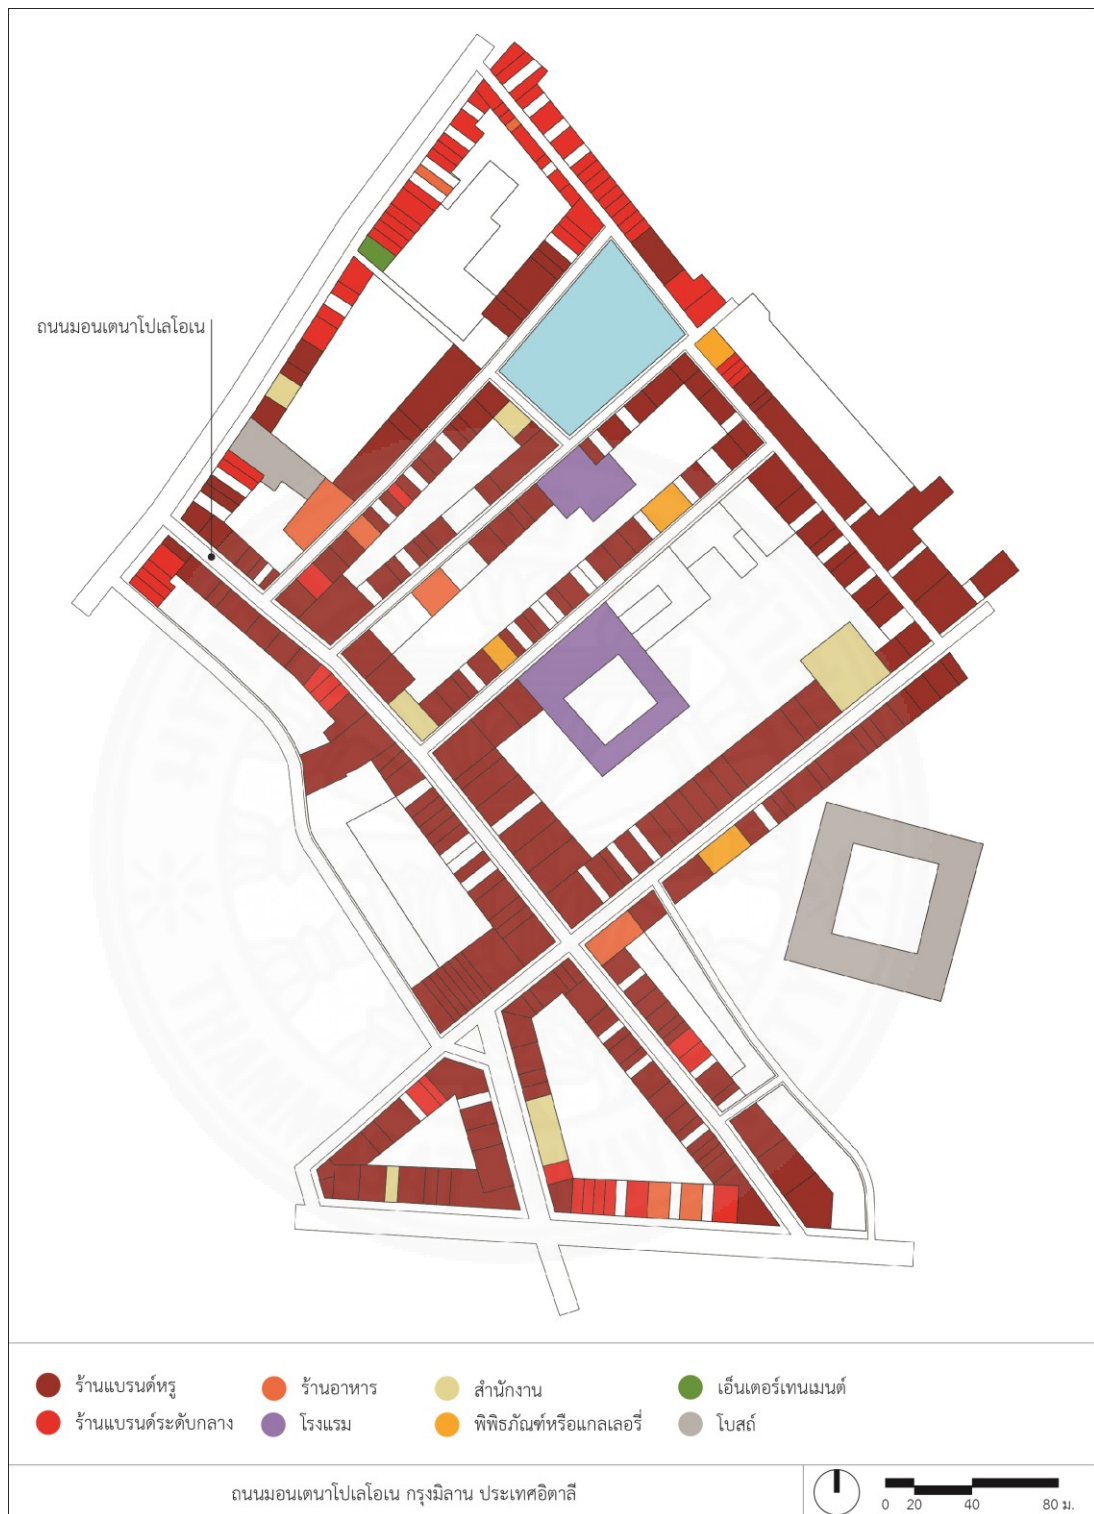 ถนนมอนเตนาโปเลโอเน
ร้านแบรนด์หรู
ร้านอาหาร
สำนักงาน
เอ็นเตอร์เทนเมนต์
ร้านแบรนด์ระดับกลาง
โรงแรม
พิพิธภัณฑ์หรือแกลเลอรี่
โบสถ์
ถนนมอนเตนาโปเลโอเน กรุงมิลาน ประเทศอิตาลี
0 20 40 80 ม.